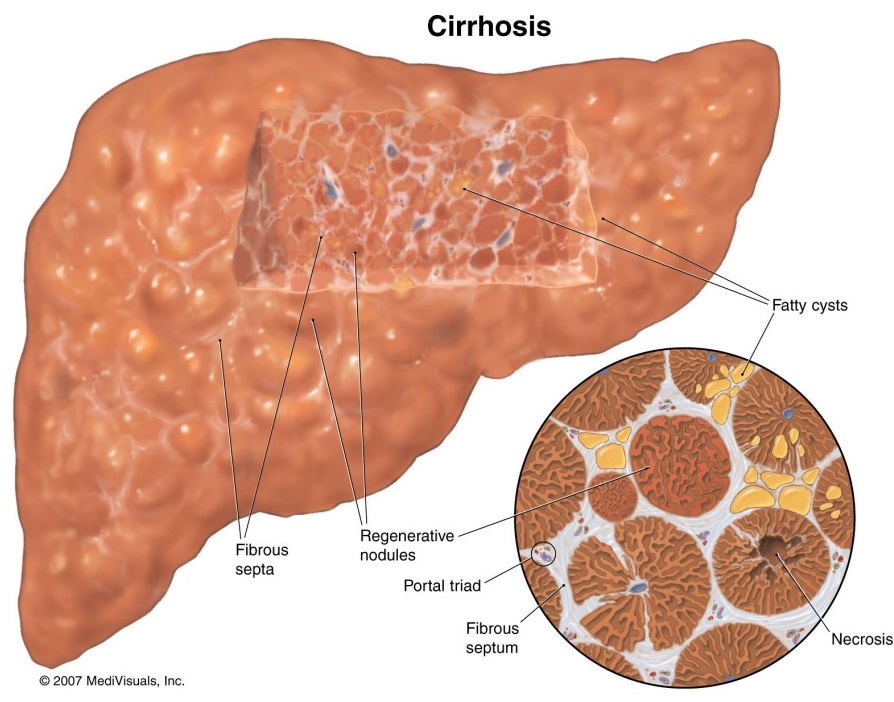 Cirrhosis
Fatty cysts
Fibrous
septa
Regenerative
nodules
Portal triad
Fibrous
septum
Necrosis
© 2007 MediVisuals, Inc.